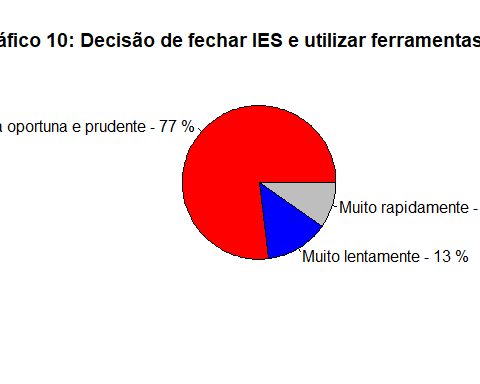 áfico 10: Decisão de fechar IES e utilizar ferramentas
a oportuna e prudente - 77 %
Muito rapidamente -
Muito lentamente - 13 %